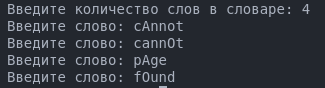 Введите количество слов в словаре: 4
Введите слово: cAnnot
Введите слово: cannOt
Введите слово: pAge
Введите слово: fOund